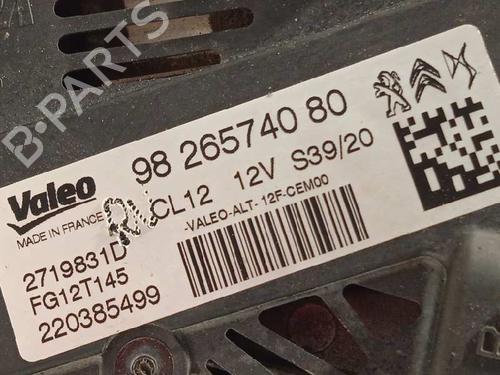 B-PARTS
98 265740 80
Valeo
MADE IN FRANCE
CL12 12V S39/20
-VALEO-ALT-12F-CEM00
2719831D
FG12T145
220385499